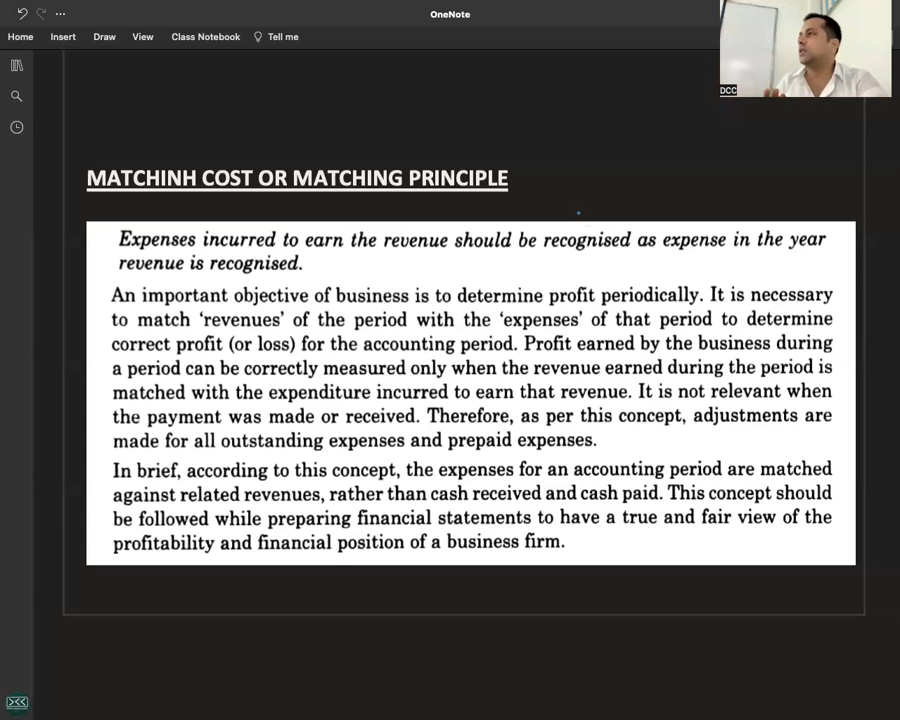 OneNote
Home Insert Draw View Class Notebook Tell me
DCC
MATCHINH COST OR MATCHING PRINCIPLE
Expenses incurred to earn the revenue should be recognised as expense in the year
revenue is recognised.
An important objective of business is to determine profit periodically. It is necessary
to match ‘revenues’ of the period with the ‘expenses’ of that period to determine
correct profit (or loss) for the accounting period. Profit earned by the business during
a period can be correctly measured only when the revenue earned during the period is
matched with the expenditure incurred to earn that revenue. It is not relevant when
the payment was made or received. Therefore, as per this concept, adjustments are
made for all outstanding expenses and prepaid expenses.
In brief, according to this concept, the expenses for an accounting period are matched
against related revenues, rather than cash received and cash paid. This concept should
be followed while preparing financial statements to have a true and fair view of the
profitability and financial position of a business firm.